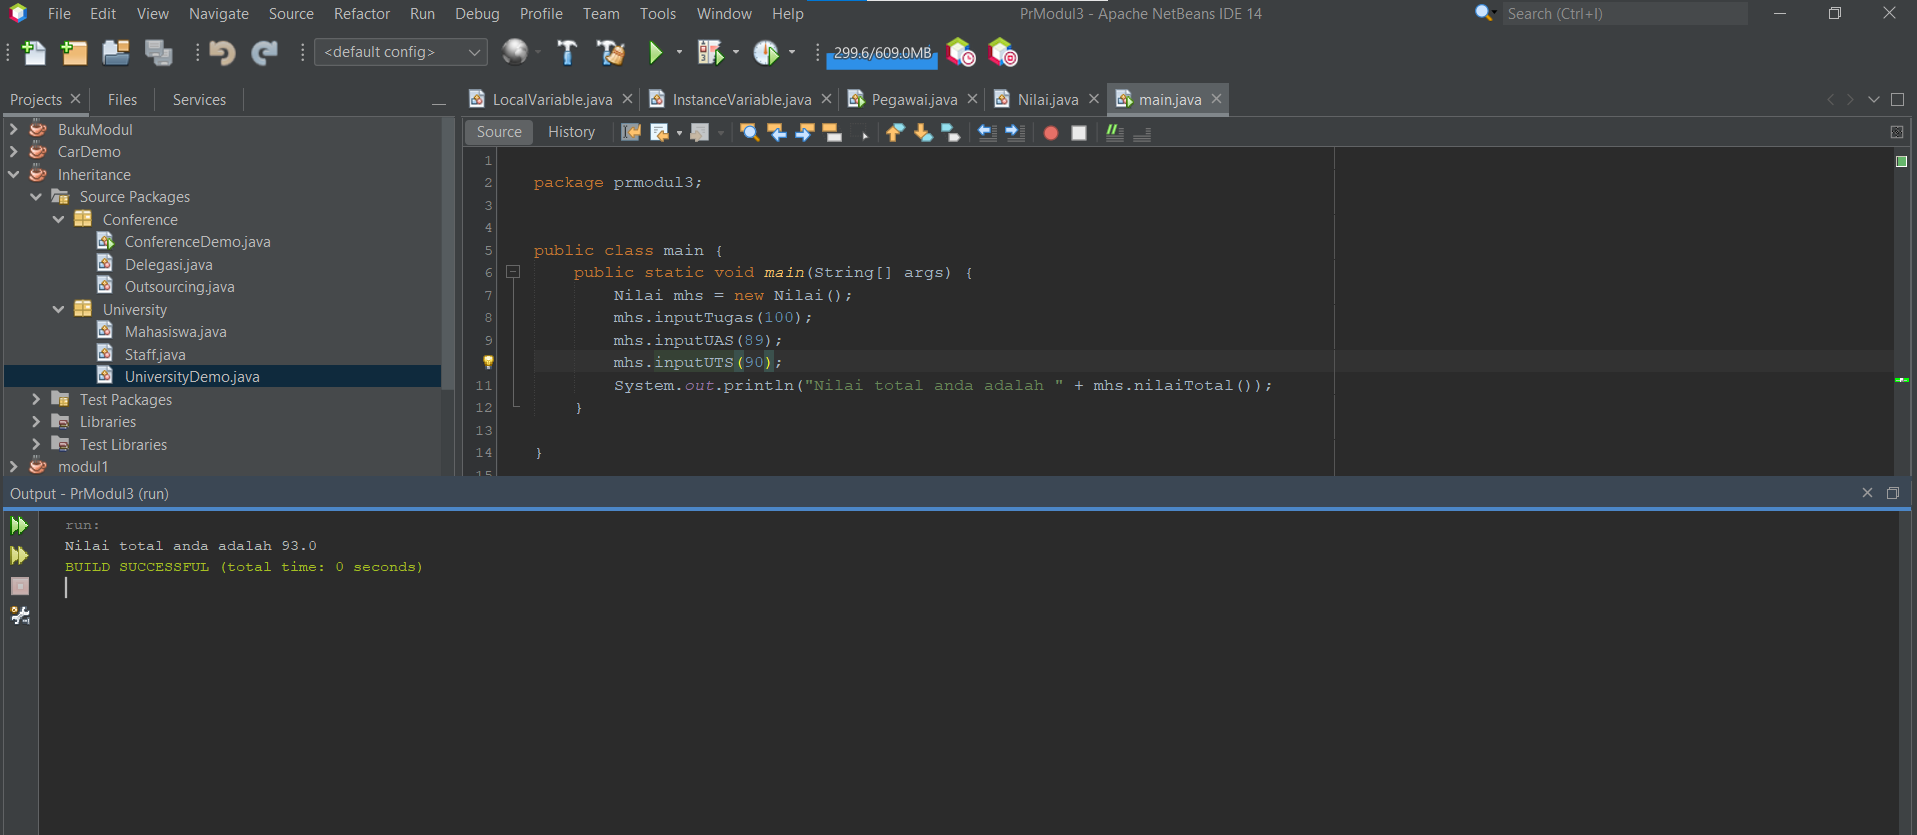 File Edit View Navigate Source Refactor Run Debug Profile Team Tools Window Help PrModul3 - Apache NetBeans IDE 14 Search (Ctrl+I)
<default config> 299.6/609.0MB
Projects Files Services LocalVariable.java InstanceVariable.java Pegawai.java Nilai.java main.java
Source History
BukuModul
CarDemo
Inheritance
Source Packages
Conference
ConferenceDemo.java
Delegasi.java
Outsourcing.java
University
Mahasiswa.java
Staff.java
UniversityDemo.java
Test Packages
Libraries
Test Libraries
modul1
1
2 package prmodul3;
3
4
5 public class main {
6 public static void main(String[] args) {
7 Nilai mhs = new Nilai();
8 mhs.inputTugas(100);
9 mhs.inputUAS(89);
mhs.inputUTS(90);
11 System.out.println("Nilai total anda adalah " + mhs.nilaiTotal());
12 }
13
14 }
15
Output - PrModul3 (run)
run:
Nilai total anda adalah 93.0
BUILD SUCCESSFUL (total time: 0 seconds)